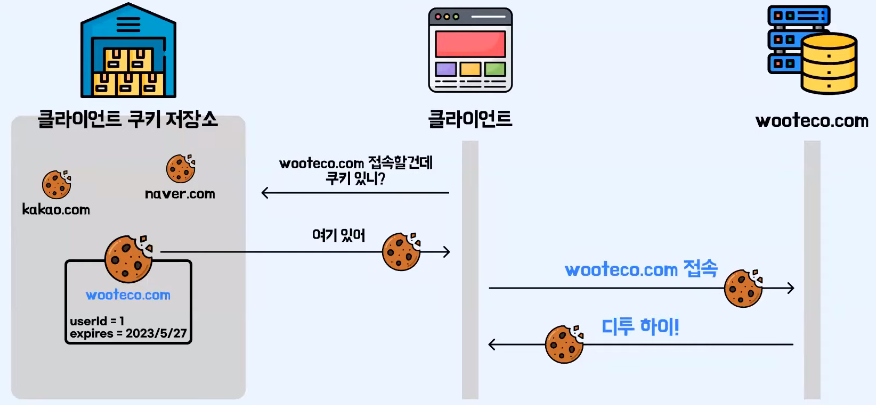 클라이언트 쿠키 저장소
클라이언트
wooteco.com
kakao.com
naver.com
wooteco.com 접속할건데
쿠키 있니?
여기 있어
wooteco.com
userId = 1
expires = 2023/5/27
wooteco.com 접속
디투 하이!